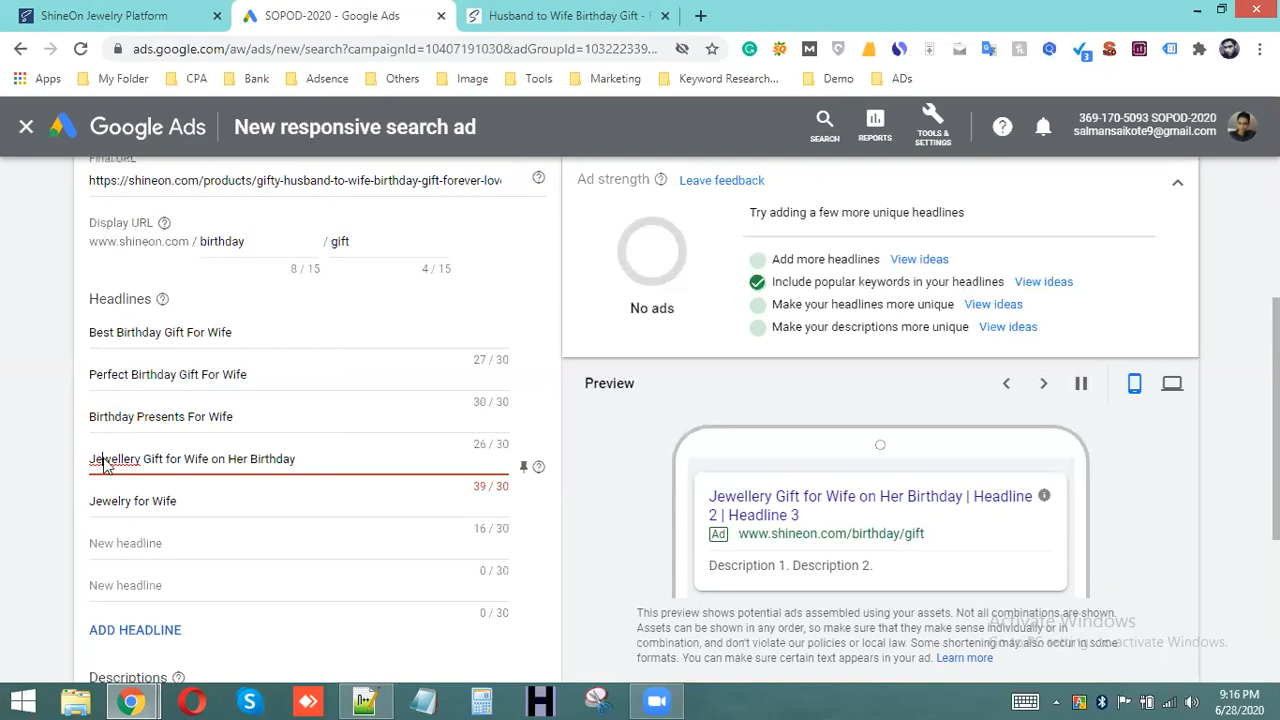 ShineOn Jewelry Platform
SOPOD-2020 - Google Ads
Husband to Wife Birthday Gift - F
ads.google.com/aw/ads/new/search?campaignId=10407191030&adGroupId=103222339...
Apps
My Folder
CPA
Bank
Adsence
Others
Image
Tools
Marketing
Keyword Research...
Demo
ADs
Google Ads
New responsive search ad
SEARCH
REPORTS
TOOLS &
SETTINGS
369-170-5093 SOPOD-2020
salmansaikote9@gmail.com
Final URL
https://shineon.com/products/gifty-husband-to-wife-birthday-gift-forever-lov
Display URL
www.shineon.com / birthday / gift
8 / 15
4 / 15
Headlines
Best Birthday Gift For Wife
27 / 30
Perfect Birthday Gift For Wife
30 / 30
Birthday Presents For Wife
26 / 30
Jewellery Gift for Wife on Her Birthday
39 / 30
Jewelry for Wife
16 / 30
New headline
0 / 30
New headline
0 / 30
ADD HEADLINE
Descriptions
Ad strength
Leave feedback
No ads
Try adding a few more unique headlines
Add more headlines View ideas
Include popular keywords in your headlines View ideas
Make your headlines more unique View ideas
Make your descriptions more unique View ideas
Preview
Jewellery Gift for Wife on Her Birthday | Headline
2 | Headline 3
Ad www.shineon.com/birthday/gift
Description 1. Description 2.
This preview shows potential ads assembled using your assets. Not all combinations are shown.
Assets can be shown in any order, so make sure that they make sense individually or in
combination, and don't violate our policies or local law. Some shortening may also occur in some
formats. You can make sure certain text appears in your ad. Learn more
Activate Windows
Go to PC settings to activate Windows.
9:16 PM
6/28/2020